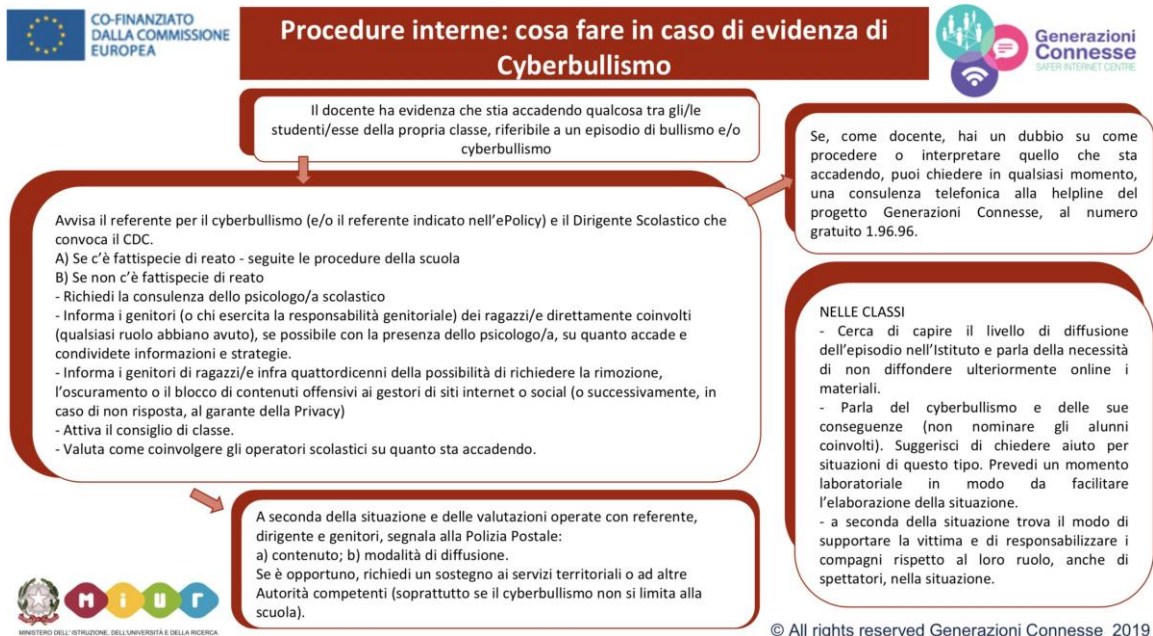 CO-FINANZIATO
DALLA COMMISSIONE
EUROPEA
Procedure interne: cosa fare in caso di evidenza di
Cyberbullismo
Generazioni
Connesse
SAFER INTERNET CENTRE
Il docente ha evidenza che stia accadendo qualcosa tra gli/le
studenti/esse della propria classe, riferibile a un episodio di bullismo e/o
cyberbullismo
Se, come docente, hai un dubbio su come
procedere o interpretare quello che sta
accadendo, puoi chiedere in qualsiasi momento,
una consulenza telefonica alla helpline del
progetto Generazioni Connesse, al numero
gratuito 1.96.96.
Avvisa il referente per il cyberbullismo (e/o il referente indicato nell'ePolicy) e il Dirigente Scolastico che
convoca il CDC.
A) Se c'è fattispecie di reato - seguite le procedure della scuola
B) Se non c'è fattispecie di reato
- Richiedi la consulenza dello psicologo/a scolastico
- Informa i genitori (o chi esercita la responsabilità genitoriale) dei ragazzi/e direttamente coinvolti
(qualsiasi ruolo abbiano avuto), se possibile con la presenza dello psicologo/a, su quanto accade e
condividete informazioni e strategie.
- Informa i genitori di ragazzi/e infra quattordicenni della possibilità di richiedere la rimozione,
l'oscuramento o il blocco di contenuti offensivi ai gestori di siti internet o social (o successivamente, in
caso di non risposta, al garante della Privacy)
- Attiva il consiglio di classe.
- Valuta come coinvolgere gli operatori scolastici su quanto sta accadendo.
NELLE CLASSI
- Cerca di capire il livello di diffusione
dell'episodio nell'Istituto e parla della necessità
di non diffondere ulteriormente online i
materiali.
- Parla del cyberbullismo e delle sue
conseguenze (non nominare gli alunni
coinvolti). Suggerisci di chiedere aiuto per
situazioni di questo tipo. Prevedi un momento
laboratoriale in modo da facilitare
l'elaborazione della situazione.
- a seconda della situazione trova il modo di
supportare la vittima e di responsabilizzare i
compagni rispetto al loro ruolo, anche di
spettatori, nella situazione.
A seconda della situazione e delle valutazioni operate con referente,
dirigente e genitori, segnala alla Polizia Postale:
a) contenuto; b) modalità di diffusione.
Se è opportuno, richiedi un sostegno ai servizi territoriali o ad altre
Autorità competenti (soprattutto se il cyberbullismo non si limita alla
scuola).
miur
MINISTERO DELL'ISTRUZIONE, DELL'UNIVERSITÀ E DELLA RICERCA
© All rights reserved Generazioni Connesse 2019